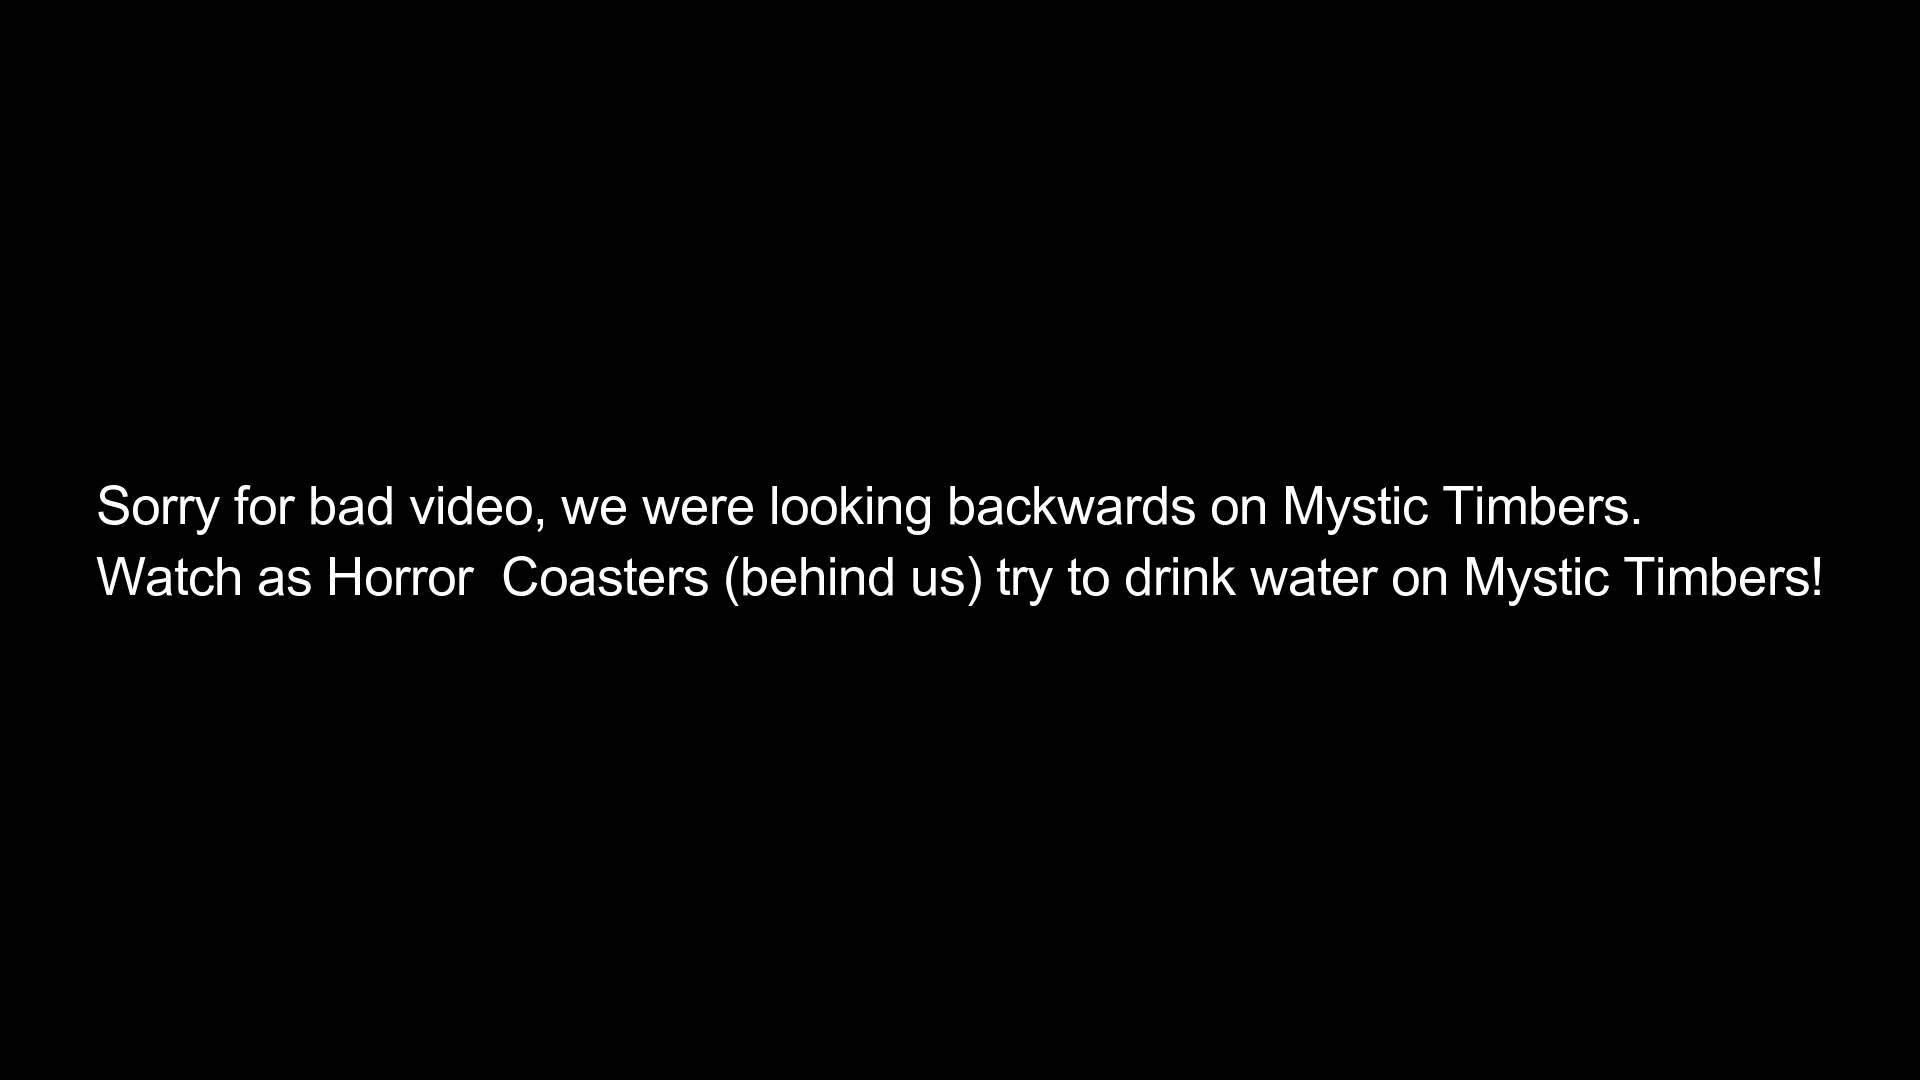 Sorry for bad video, we were looking backwards on Mystic Timbers.
Watch as Horror  Coasters (behind us) try to drink water on Mystic Timbers!